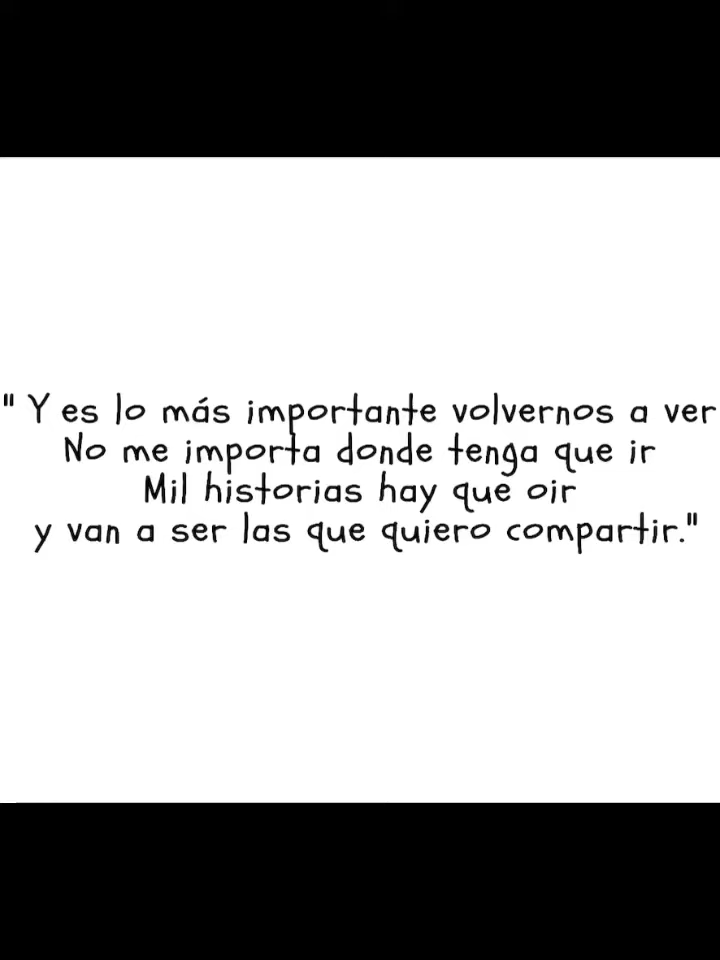 " Y es lo más importante volvernos a ver
No me importa donde tenga que ir
Mil historias hay que oir
y van a ser las que quiero compartir."